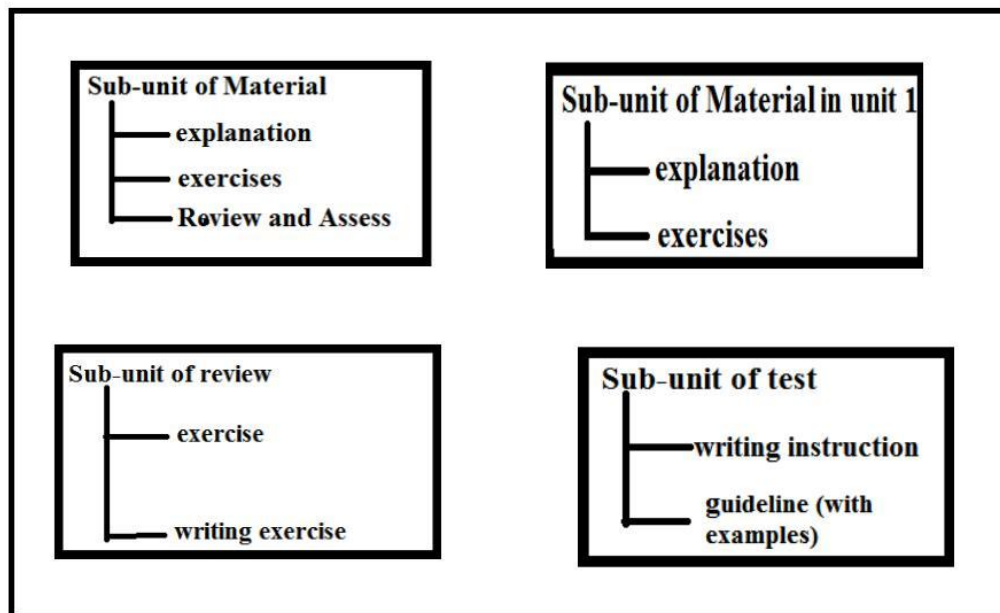 Sub-unit of Material
explanation
exercises
Review and Assess
Sub-unit of Material in unit 1
explanation
exercises
Sub-unit of review
exercise
writing exercise
Sub-unit of test
writing instruction
guideline (with
examples)